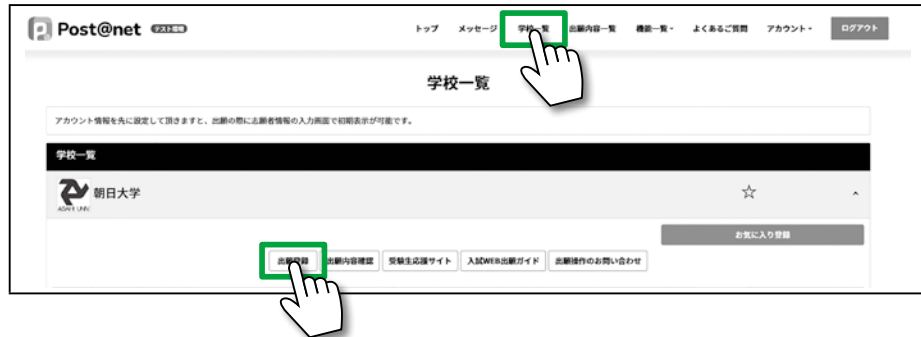 Post@net テスト環境
トップ メッセージ 学校一覧 出願内容一覧 機能一覧 よくあるご質問 アカウント ログアウト
学校一覧
アカウント情報を先に設定して頂きますと、出願の際に志願者情報の入力画面で初期表示が可能です。
学校一覧
朝日大学
ASAHI UNIV.
お気に入り登録
出願登録 出願内容確認 受験生応援サイト 入試WEB出願ガイド 出願操作のお問い合わせ